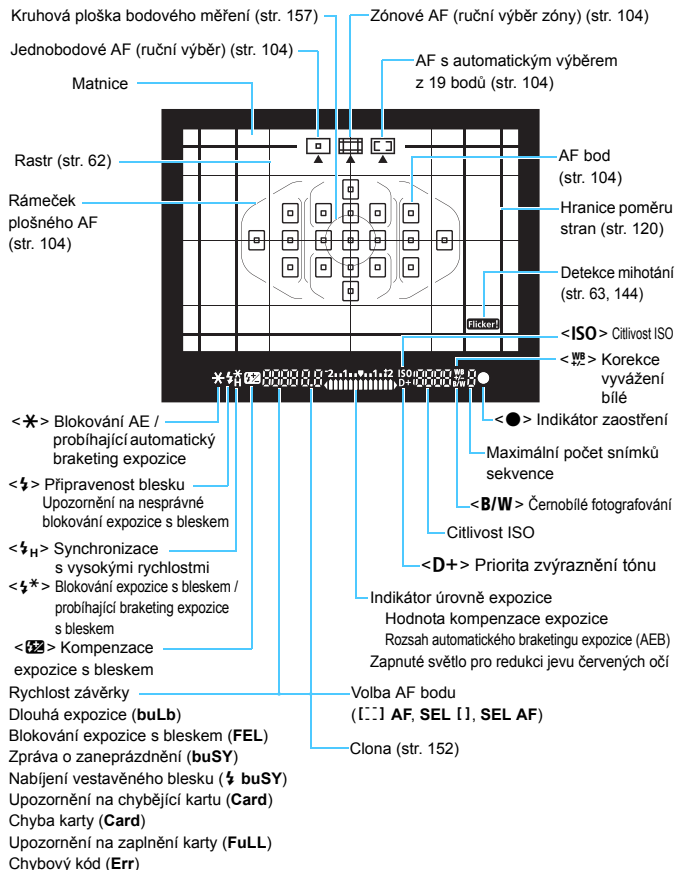 Kruhová ploška bodového měření (str. 157)
Zónové AF (ruční výběr zóny) (str. 104)
Jednobodové AF (ruční výběr) (str. 104)
AF s automatickým výběrem
z 19 bodů (str. 104)
Matnice
Rastr (str. 62)
AF bod
(str. 104)
Rámeček
plošného AF
(str. 104)
Hranice poměru
stran (str. 120)
Detekce mihotání
(str. 63, 144)
Flicker!
<ISO> Citlivost ISO
<WB +/-> Korekce
vyvážení
bílé
-2..1..♥..1.:2 ISO D+ WB +/- B/W
<✱> Blokování AE /
probíhající automatický
braketing expozice
<●> Indikátor zaostření
Maximální počet snímků
sekvence
<⚡> Připravenost blesku
Upozornění na nesprávné
blokování expozice s bleskem
<B/W> Černobílé fotografování
Citlivost ISO
<⚡H> Synchronizace
s vysokými rychlostmi
<D+> Priorita zvýraznění tónu
<⚡✱> Blokování expozice s bleskem /
probíhající braketing expozice
s bleskem
Indikátor úrovně expozice
Hodnota kompenzace expozice
Rozsah automatického braketingu expozice (AEB)
Zapnuté světlo pro redukci jevu červených očí
<⚡±> Kompenzace
expozice s bleskem
Rychlost závěrky
Dlouhá expozice (buLb)
Blokování expozice s bleskem (FEL)
Zpráva o zaneprázdnění (buSY)
Nabíjení vestavěného blesku (⚡ buSY)
Upozornění na chybějící kartu (Card)
Chyba karty (Card)
Upozornění na zaplnění karty (FuLL)
Chybový kód (Err)
Volba AF bodu
([ ] AF, SEL [ ], SEL AF)
Clona (str. 152)